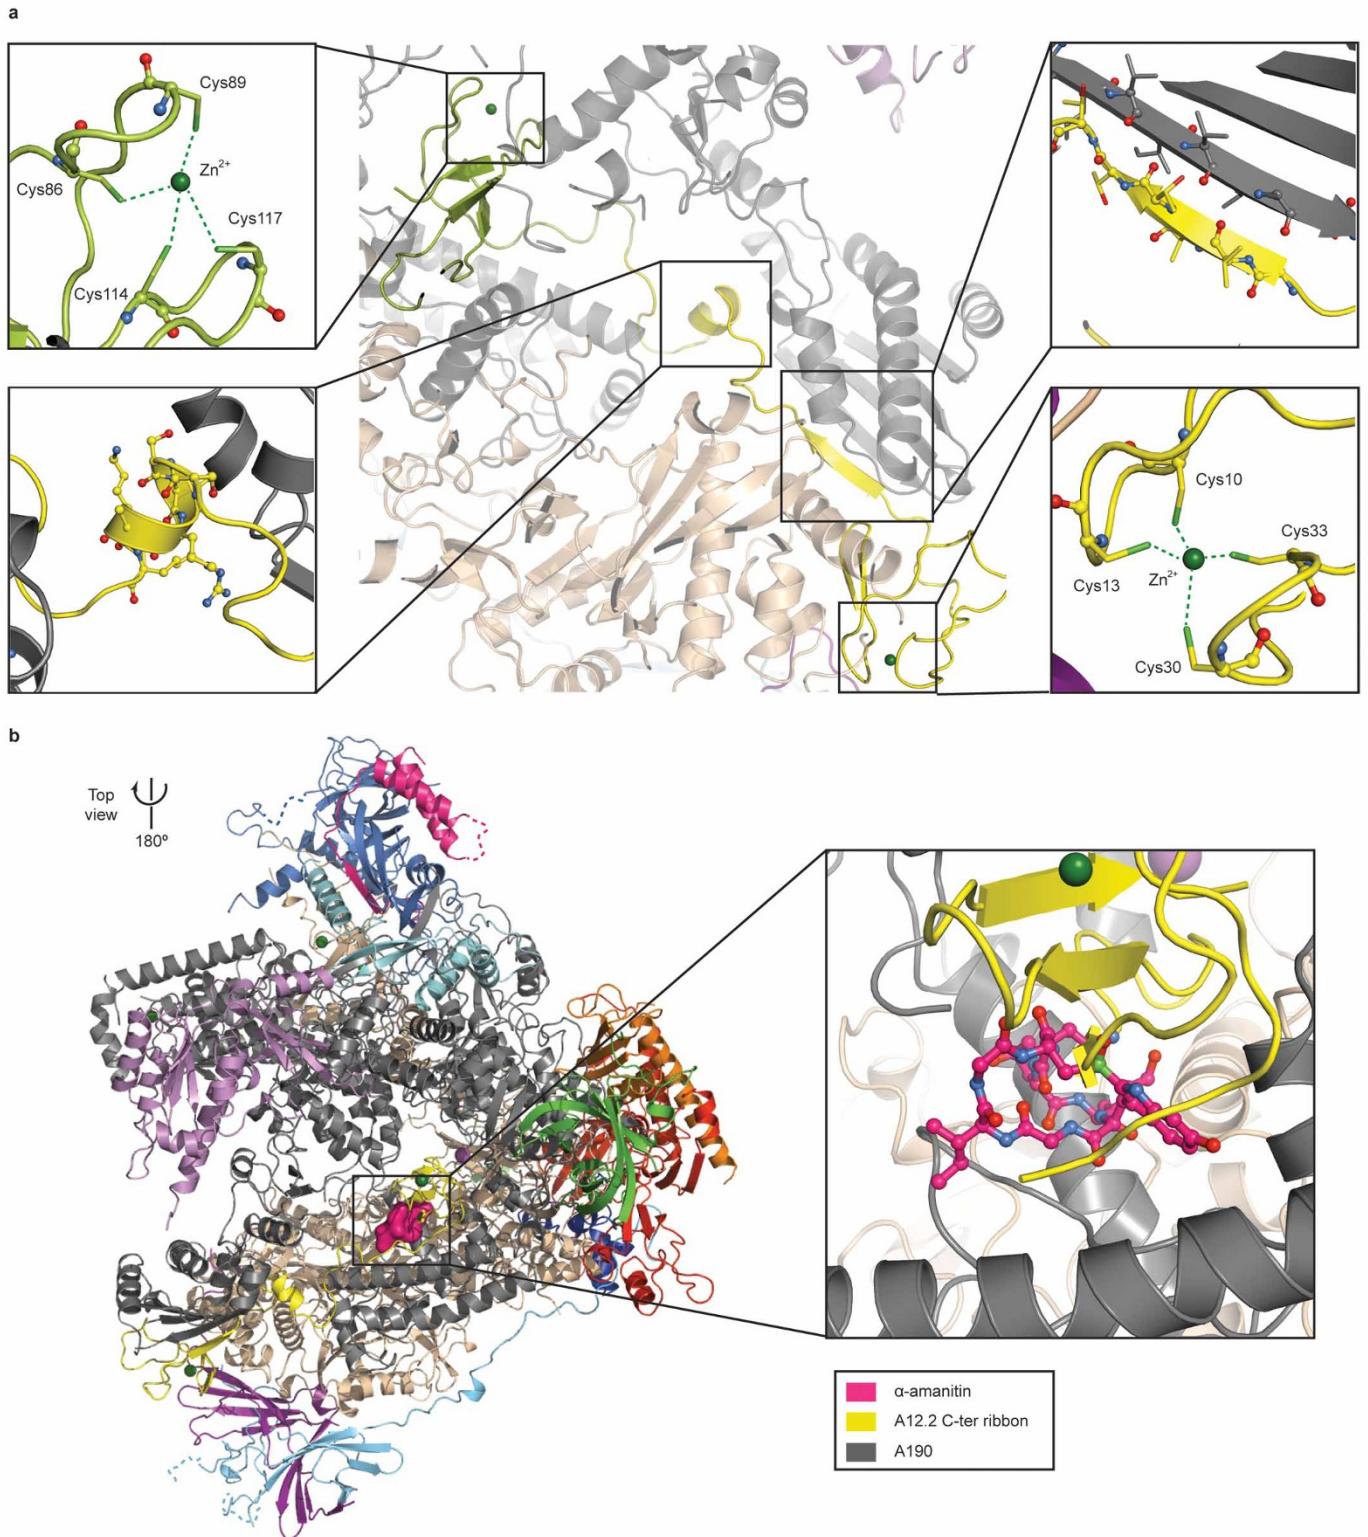 a
Cys89
Zn²⁺
Cys86
Cys117
Cys114
Cys10
Cys33
Cys13
Zn²⁺
Cys30
b
Top
view
180º
α-amanitin
A12.2 C-ter ribbon
A190